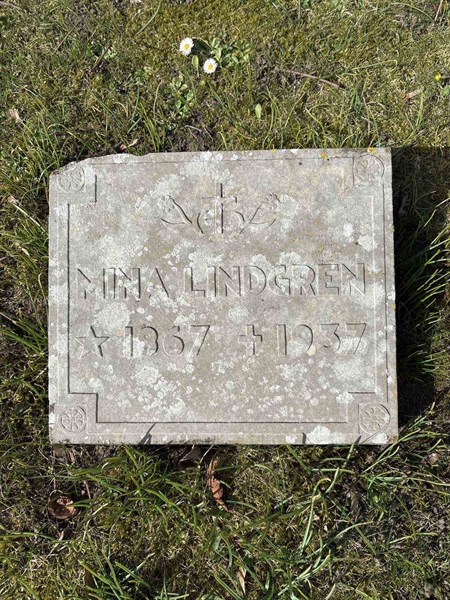 MINA LINDGREN
☆ 1867 ✝ 1937